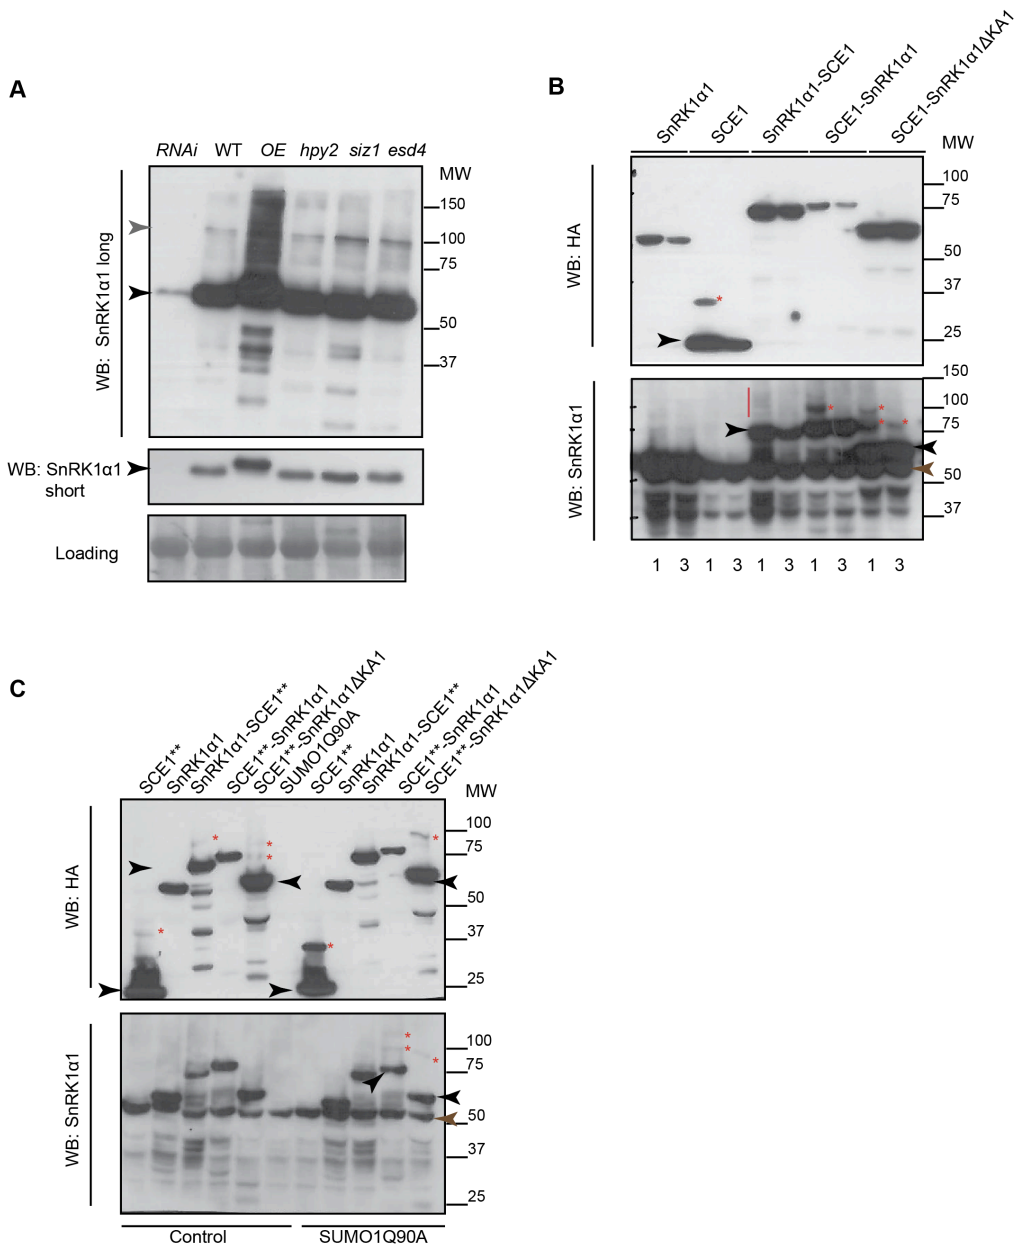 A
RNAi WT OE hpy2 siz1 esd4
MW
150
100
75
50
37
WB: SnRK1α1 long
WB: SnRK1α1
short
Loading
B
SnRK1α1
SCE1
SnRK1α1-SCE1
SCE1-SnRK1α1
SCE1-SnRK1α1ΔKA1
MW
100
75
50
37
25
WB: HA
*
150
100
75
50
37
WB: SnRK1α1
* * * *
1 3 1 3 1 3 1 3 1 3
C
SCE1**
SnRK1α1
SnRK1α1-SCE1**
SCE1**-SnRK1α1
SCE1**-SnRK1α1ΔKA1
SUMO1Q90A
SCE1**
SnRK1α1
SnRK1α1-SCE1**
SCE1**-SnRK1α1
SCE1**-SnRK1α1ΔKA1
MW
100
75
50
37
25
WB: HA
* * * * * *
100
75
50
37
25
WB: SnRK1α1
* * *
Control SUMO1Q90A